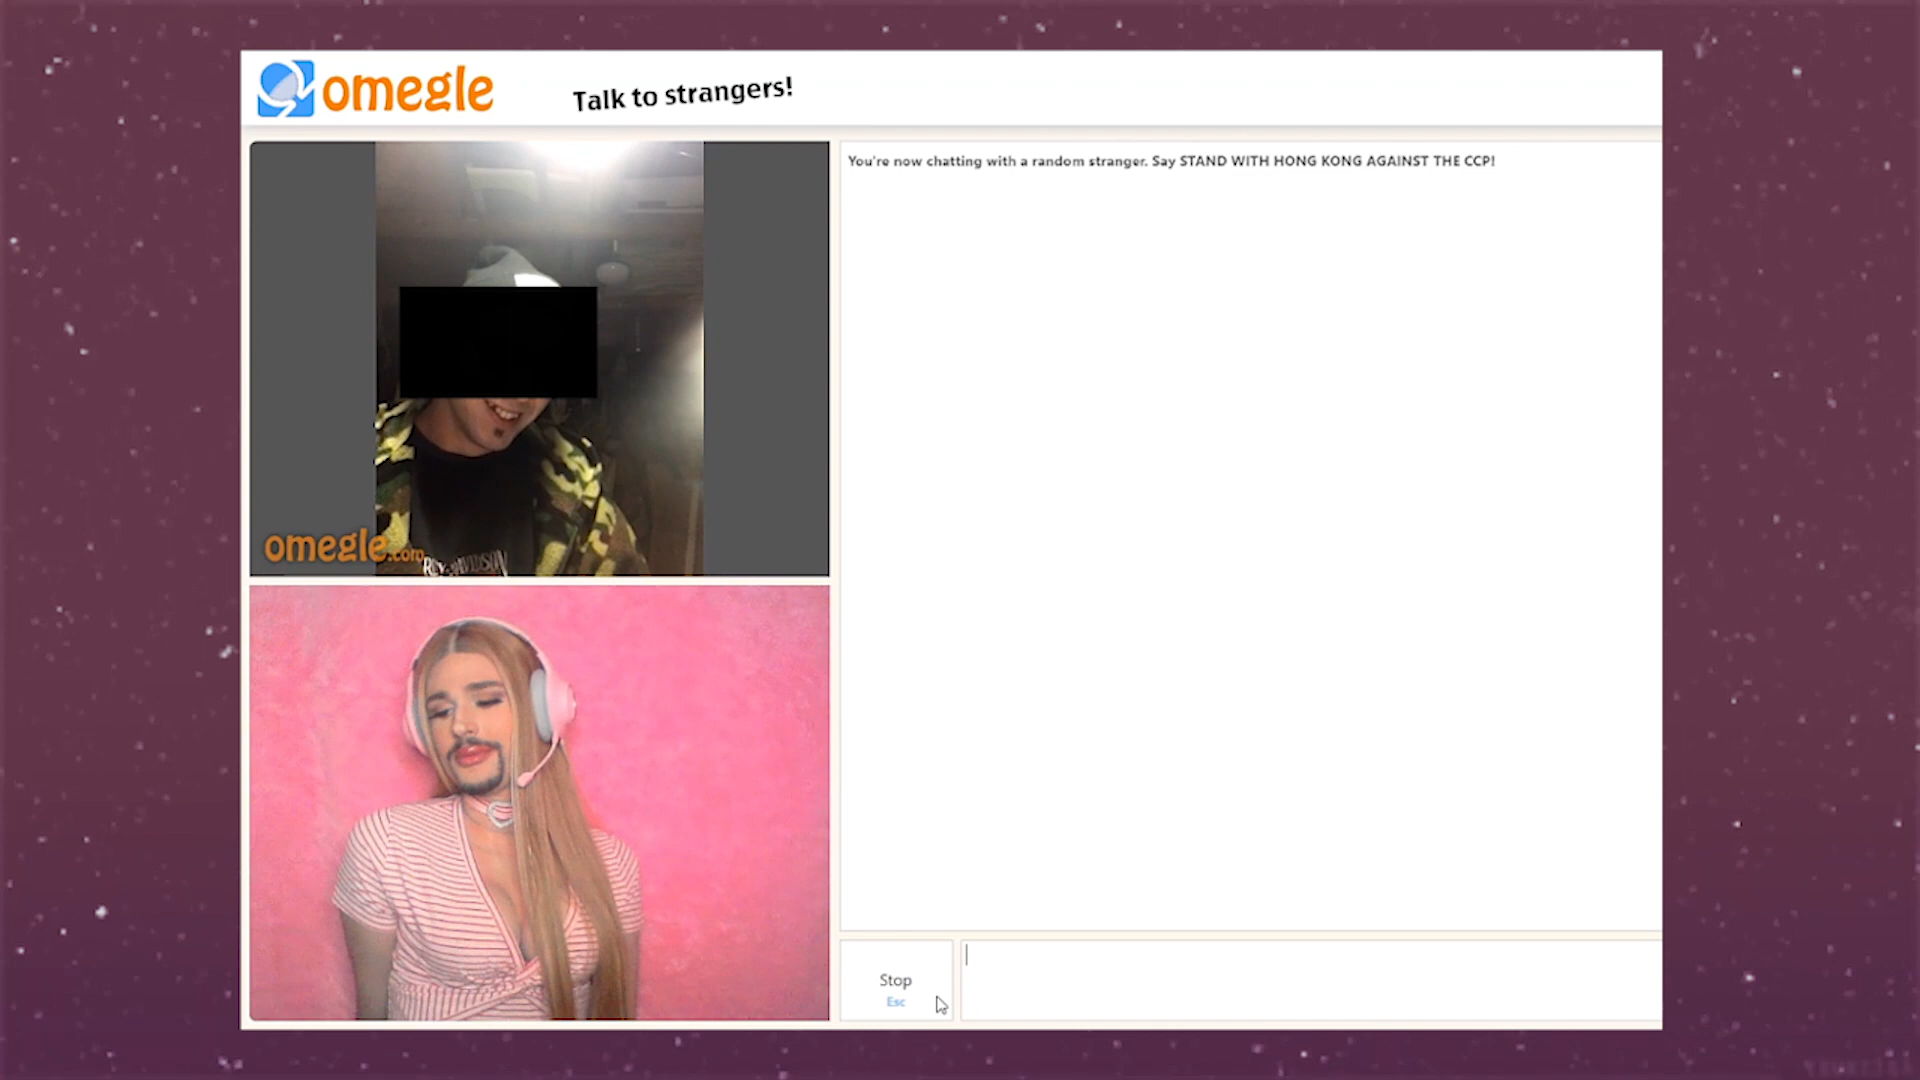 omegle
Talk to strangers!
You're now chatting with a random stranger. Say STAND WITH HONG KONG AGAINST THE CCP!
omegle.com
Stop
Esc